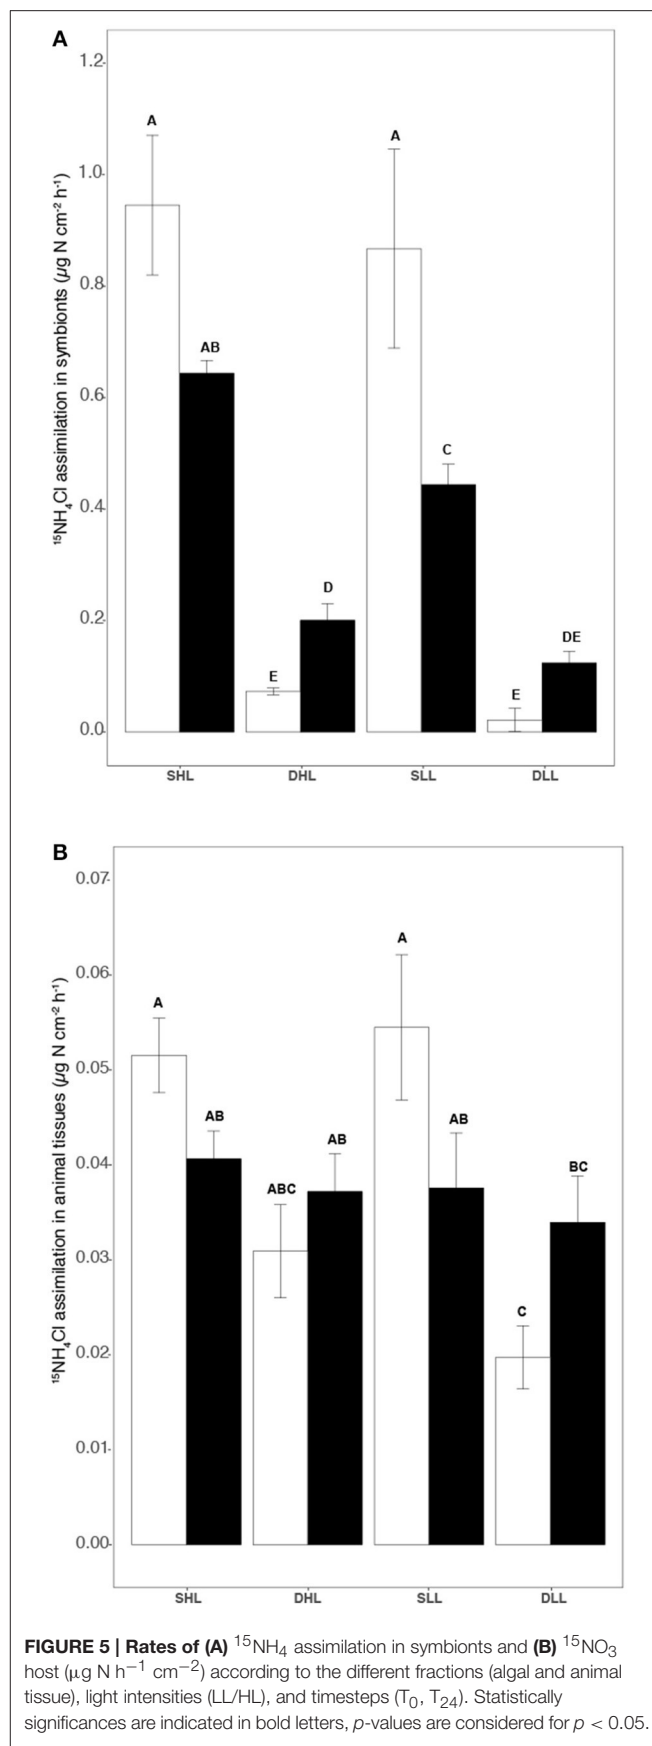 A
1.2
1.0
0.8
0.6
0.4
0.2
0.0
¹⁵NH₄Cl assimilation in symbionts (µg N cm⁻² h⁻¹)
A
AB
E
D
A
C
E
DE
SHL DHL SLL DLL
B
0.07
0.06
0.05
0.04
0.03
0.02
0.01
0.00
¹⁵NH₄Cl assimilation in animal tissues (µg N cm⁻² h⁻¹)
A
AB
ABC
AB
A
AB
C
BC
SHL DHL SLL DLL
FIGURE 5 | Rates of (A) ¹⁵NH₄ assimilation in symbionts and (B) ¹⁵NO₃
host (µg N h⁻¹ cm⁻²) according to the different fractions (algal and animal
tissue), light intensities (LL/HL), and timesteps (T₀, T₂₄). Statistically
significances are indicated in bold letters, p-values are considered for p < 0.05.